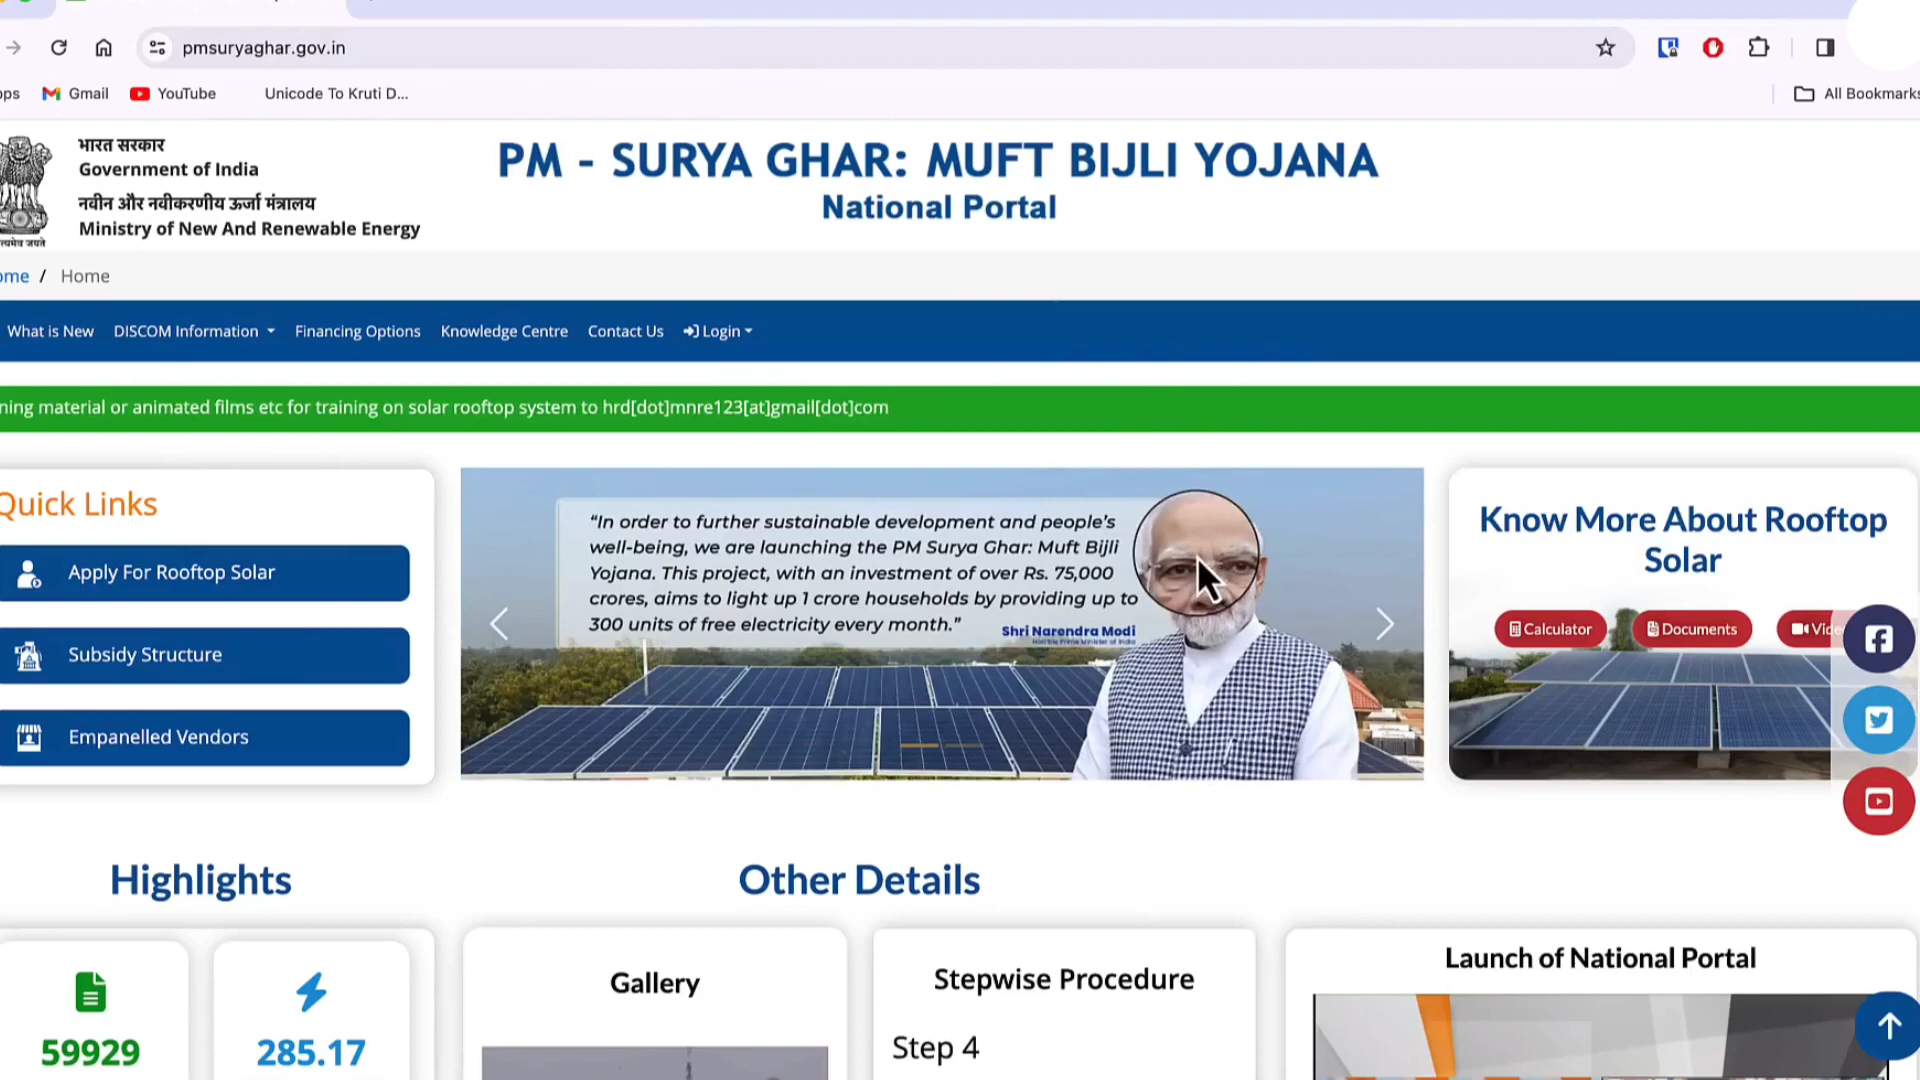 pmsuryaghar.gov.in
Gmail
YouTube
Unicode To Kruti D...
All Bookmarks
भारत सरकार
Government of India
नवीन और नवीकरणीय ऊर्जा मंत्रालय
Ministry of New And Renewable Energy
PM - SURYA GHAR: MUFT BIJLI YOJANA
National Portal
/ Home
What is New
DISCOM Information
Financing Options
Knowledge Centre
Contact Us
Login
material or animated films etc for training on solar rooftop system to hrd[dot]mnre123[at]gmail[dot]com
Quick Links
Apply For Rooftop Solar
Subsidy Structure
Empanelled Vendors
“In order to further sustainable development and people’s
well-being, we are launching the PM Surya Ghar: Muft Bijli
Yojana. This project, with an investment of over Rs. 75,000
crores, aims to light up 1 crore households by providing up to
300 units of free electricity every month.”
Shri Narendra Modi
Know More About Rooftop
Solar
Calculator
Documents
Highlights
Other Details
59929
285.17
Gallery
Stepwise Procedure
Step 4
Launch of National Portal